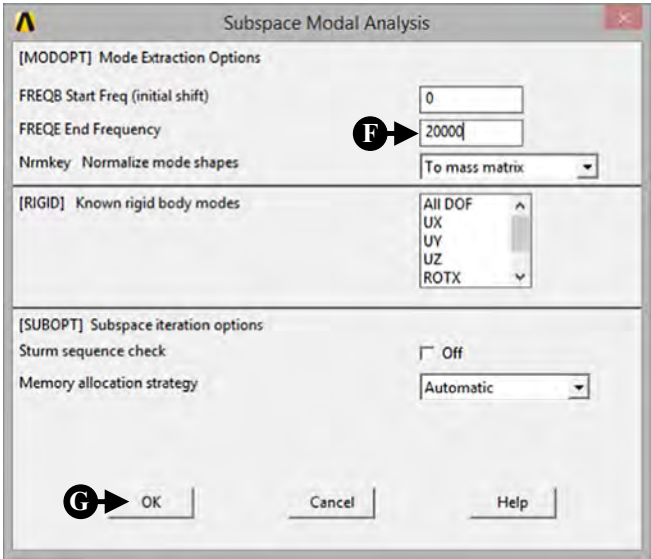 Subspace Modal Analysis
[MODOPT] Mode Extraction Options
FREQB Start Freq (initial shift) 0
FREQE End Frequency F 20000
Nrmkey Normalize mode shapes To mass matrix
[RIGID] Known rigid body modes All DOF
UX
UY
UZ
ROTX
[SUBOPT] Subspace iteration options
Sturm sequence check Off
Memory allocation strategy Automatic
G OK Cancel Help